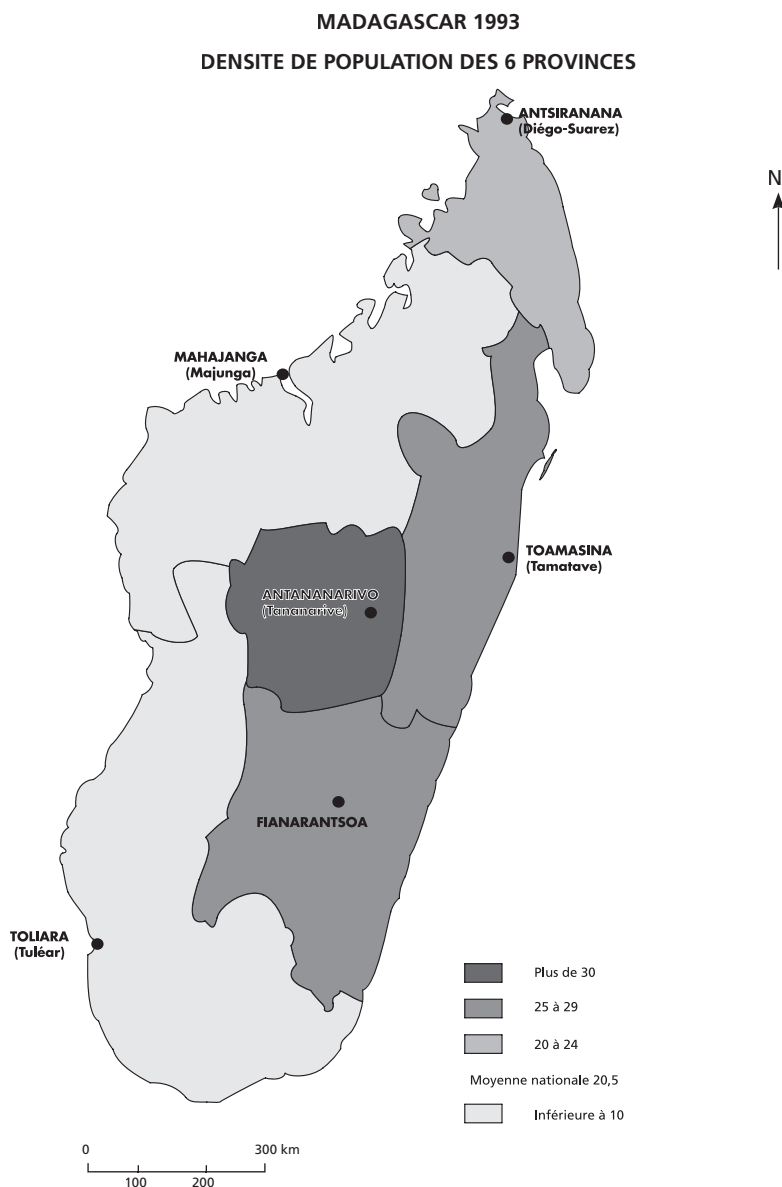 MADAGASCAR 1993
DENSITE DE POPULATION DES 6 PROVINCES
ANTSIRANANA
(Diégo-Suarez)
N
MAHAJANGA
(Majunga)
TOAMASINA
(Tamatave)
ANTANANARIVO
(Tananarive)
FIANARANTSOA
TOLIARA
(Tuléar)
Plus de 30
25 à 29
20 à 24
Moyenne nationale 20,5
Inférieure à 10
0 300 km
100 200